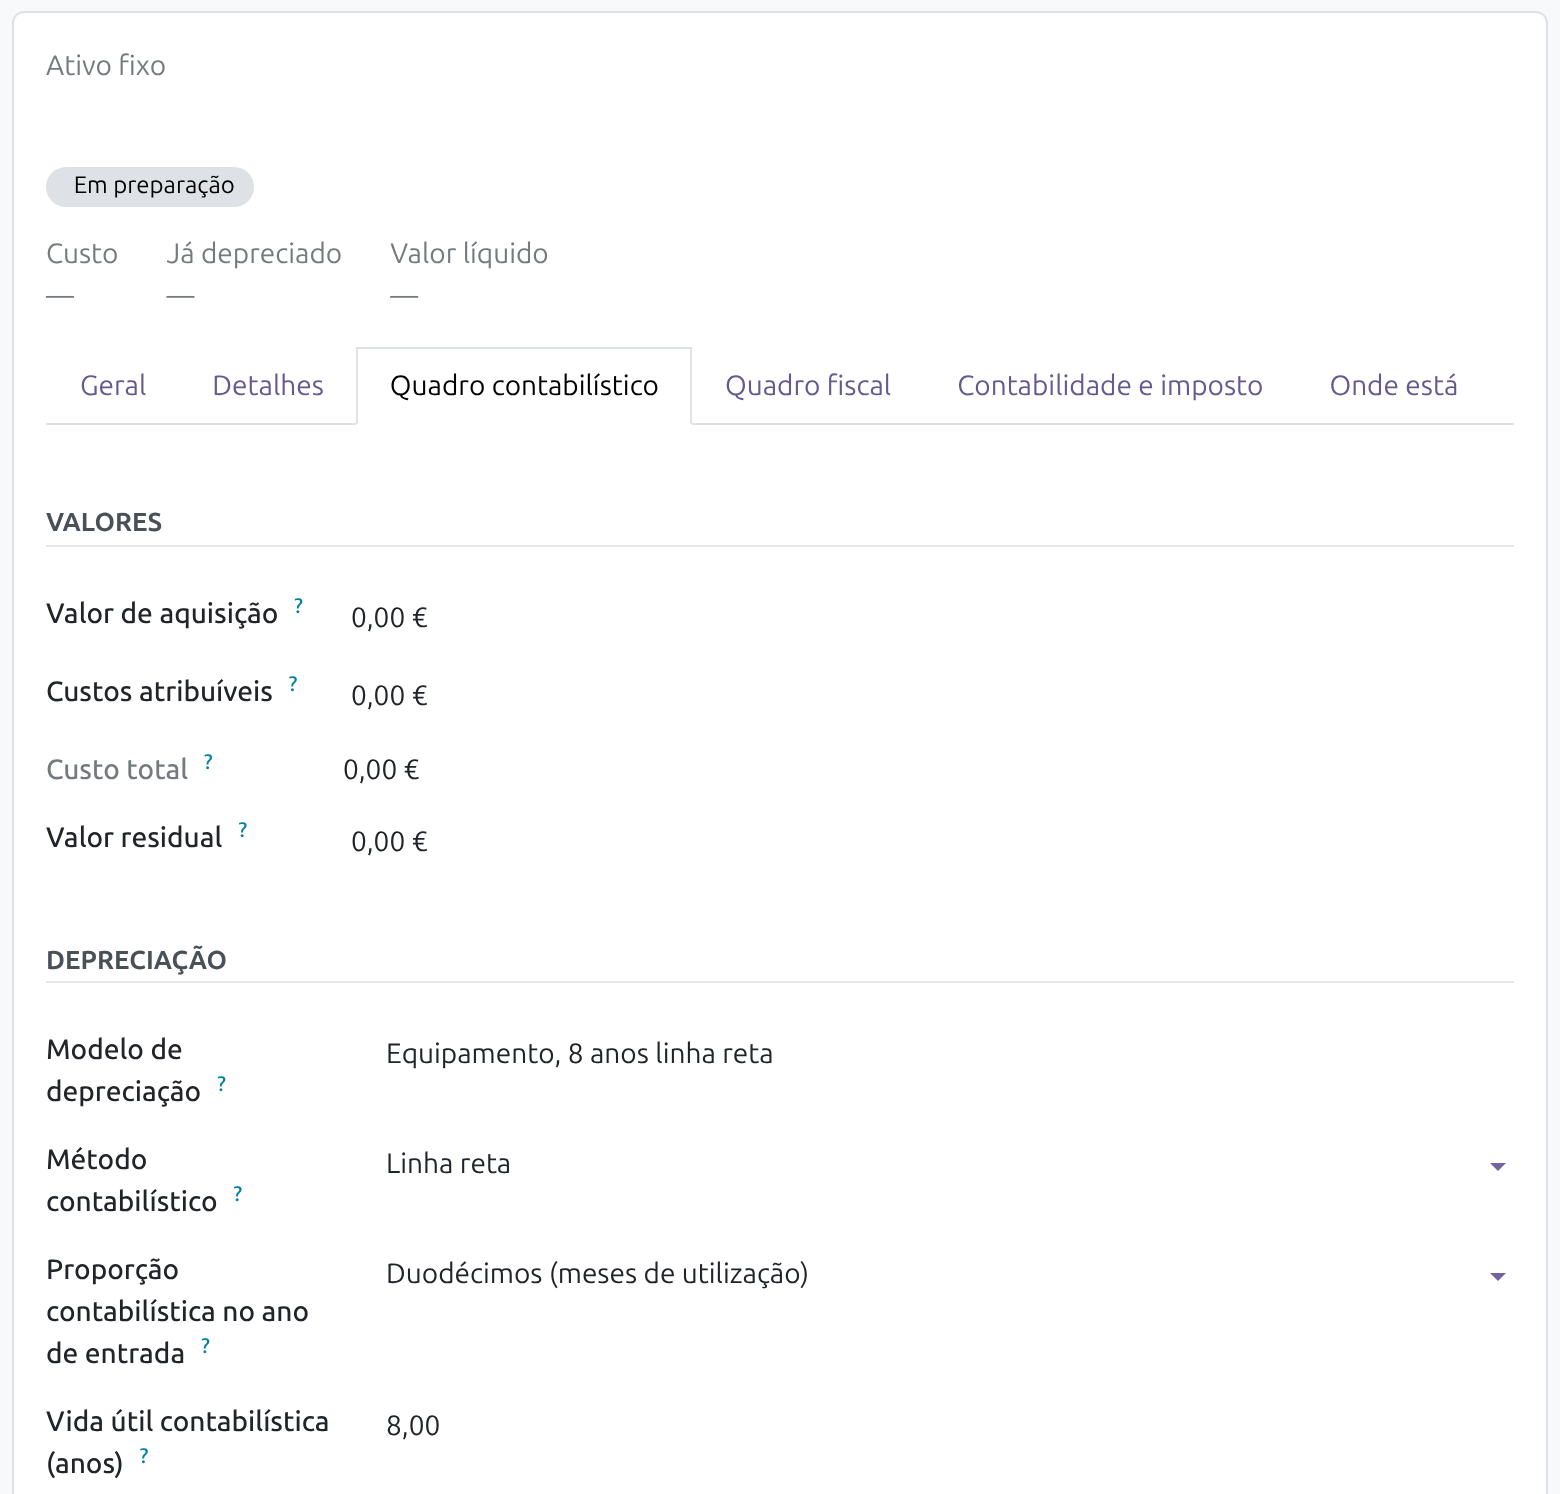 Ativo fixo
Em preparação
Custo Já depreciado Valor líquido
— — —
Geral Detalhes Quadro contabilístico Quadro fiscal Contabilidade e imposto Onde está
VALORES
Valor de aquisição ? 0,00 €
Custos atribuíveis ? 0,00 €
Custo total ? 0,00 €
Valor residual ? 0,00 €
DEPRECIAÇÃO
Modelo de
depreciação ?
Equipamento, 8 anos linha reta
Método
contabilístico ?
Linha reta
Proporção
contabilística no ano
de entrada ?
Duodécimos (meses de utilização)
Vida útil contabilística
(anos) ?
8,00